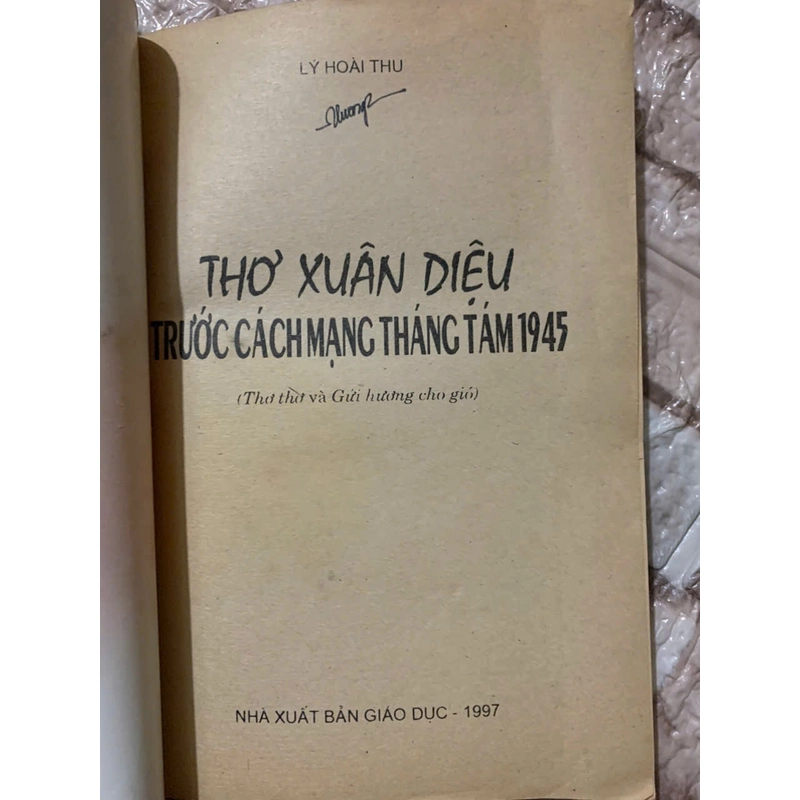 LÝ HOÀI THU
THƠ XUÂN DIỆU
TRƯỚC CÁCH MẠNG THÁNG TÁM 1945
(Thơ thơ và Gửi hương cho gió)
NHÀ XUẤT BẢN GIÁO DỤC - 1997